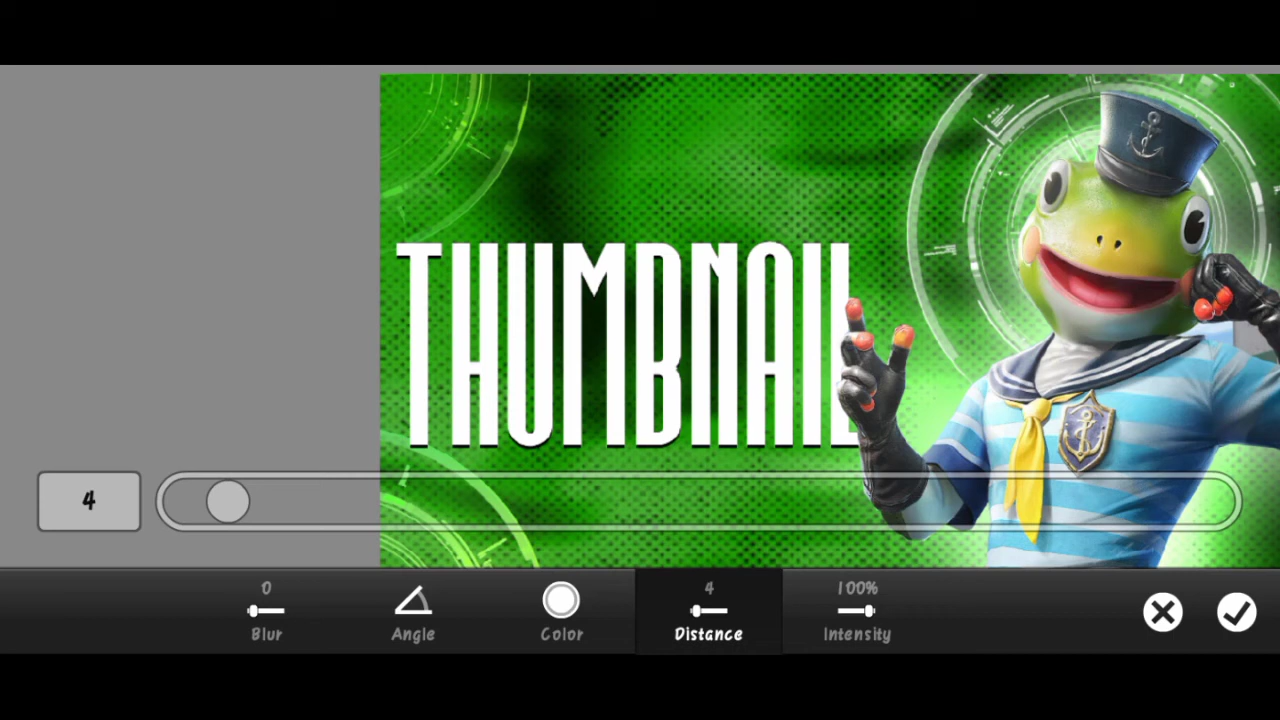 THUMBNAIL
4
0
4
100%
Blur
Angle
Color
Distance
Intensity